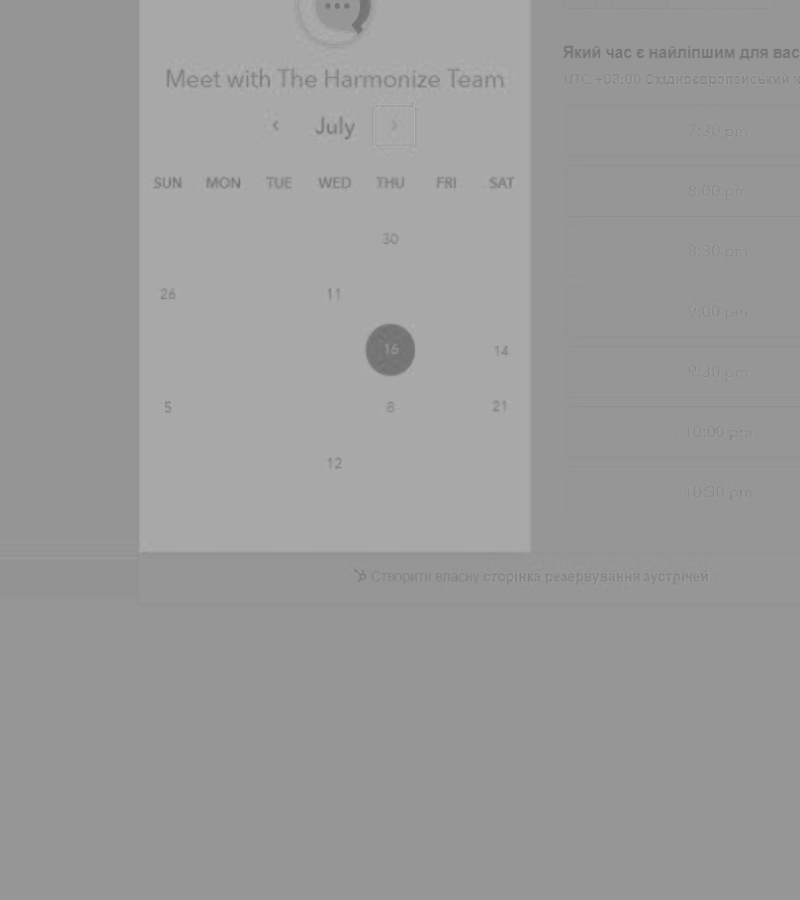 Meet with The Harmonize Team
July
SUN MON TUE WED THU FRI SAT
30
26 11
16 14
5 8 21
12
Який час є найліпшим для вас
UTC +03:00 Східноєвропейський ч
7:30 pm
8:00 pm
8:30 pm
9:00 pm
9:30 pm
10:00 pm
10:30 pm
Створити власну сторінка резервування зустрічей